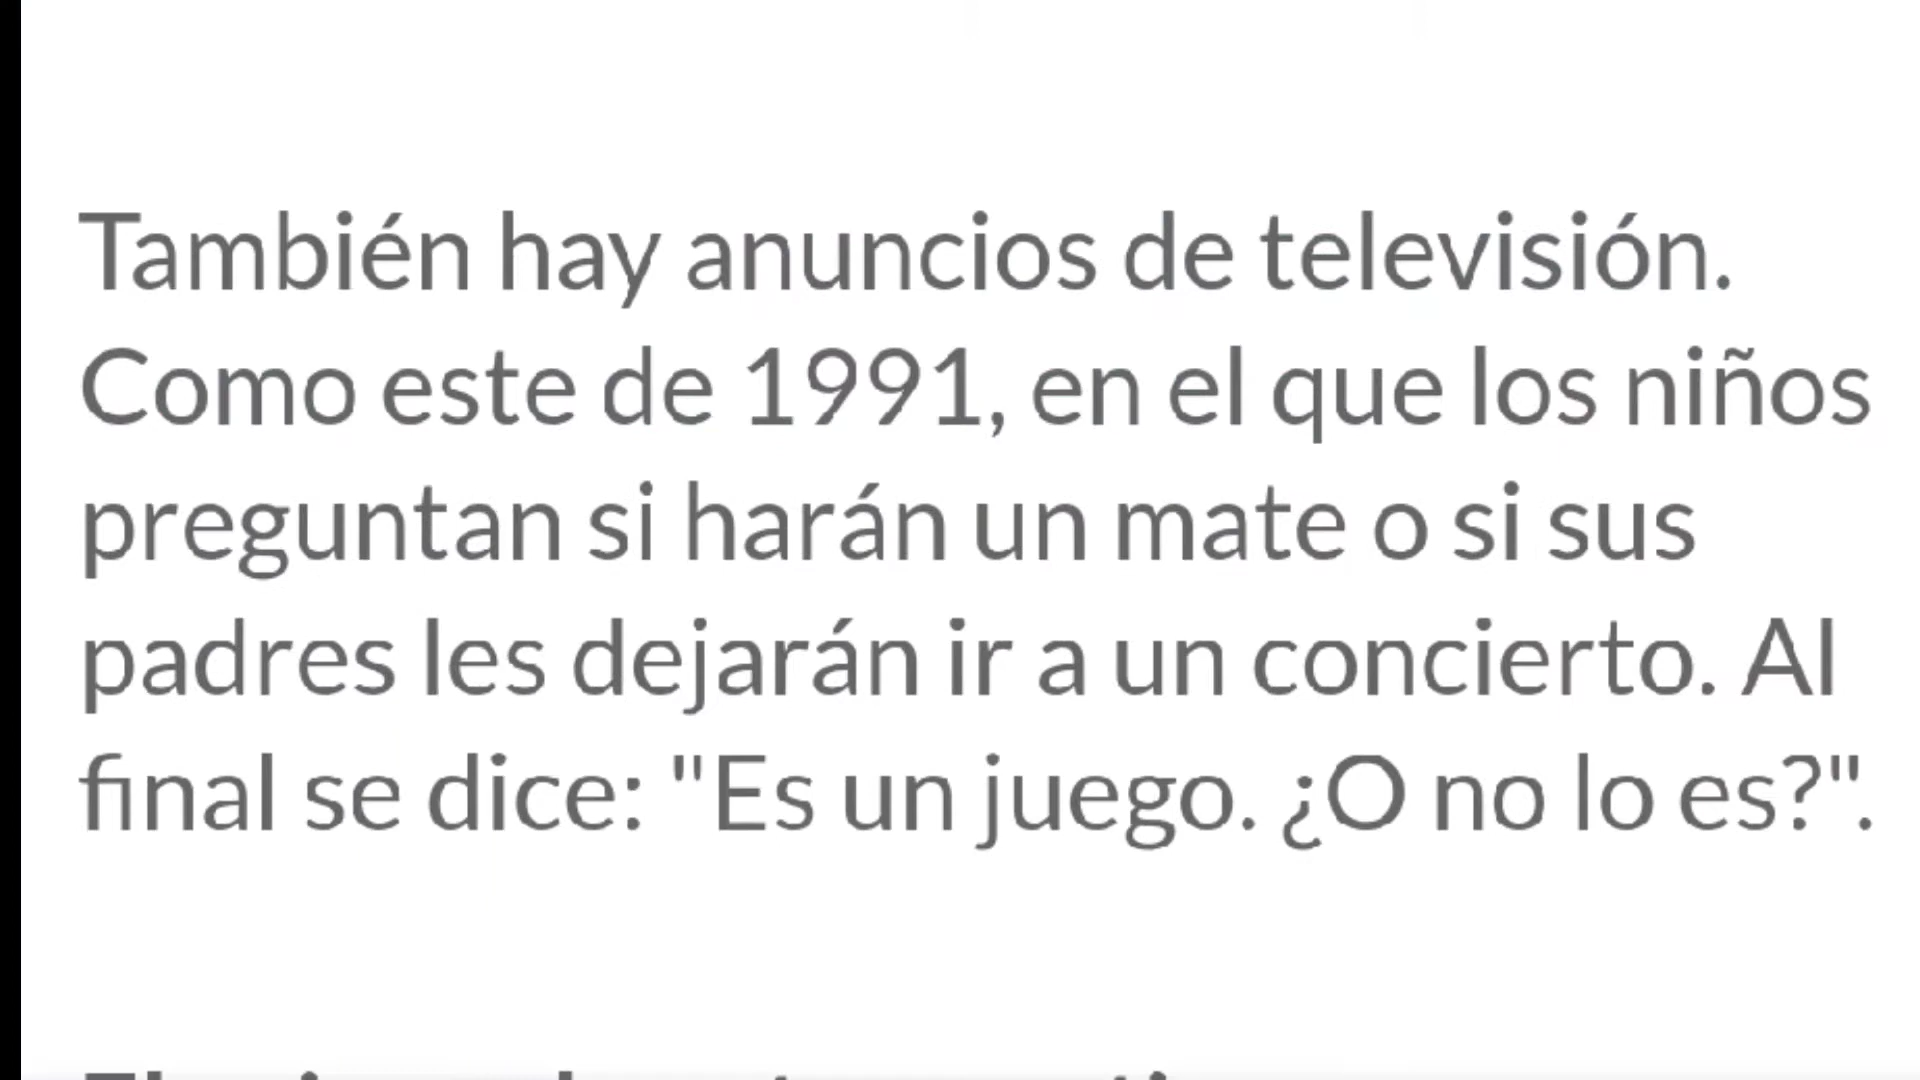 También hay anuncios de televisión.
Como este de 1991, en el que los niños
preguntan si harán un mate o si sus
padres les dejarán ir a un concierto. Al
final se dice: "Es un juego. ¿O no lo es?".